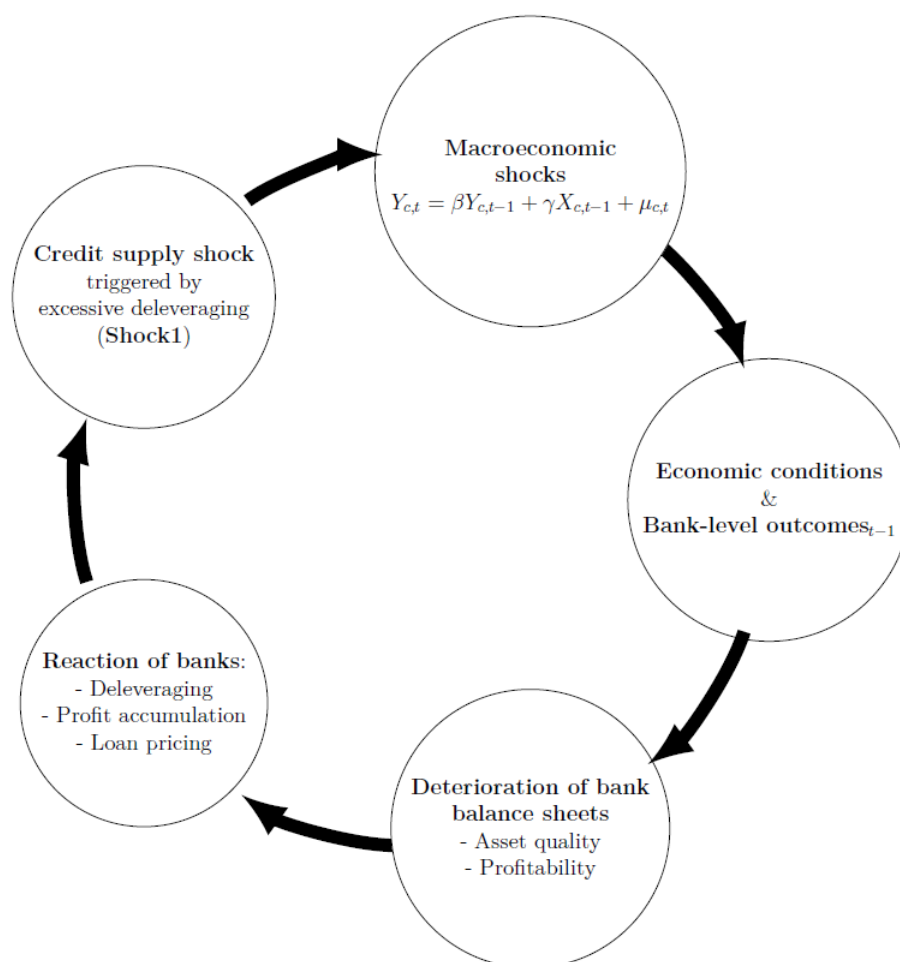 Macroeconomic
shocks
Y_{c,t} = βY_{c,t−1} + γX_{c,t−1} + μ_{c,t}
Credit supply shock
triggered by
excessive deleveraging
(Shock1)
Economic conditions
&
Bank-level outcomes_{t−1}
Reaction of banks:
- Deleveraging
- Profit accumulation
- Loan pricing
Deterioration of bank
balance sheets
- Asset quality
- Profitability